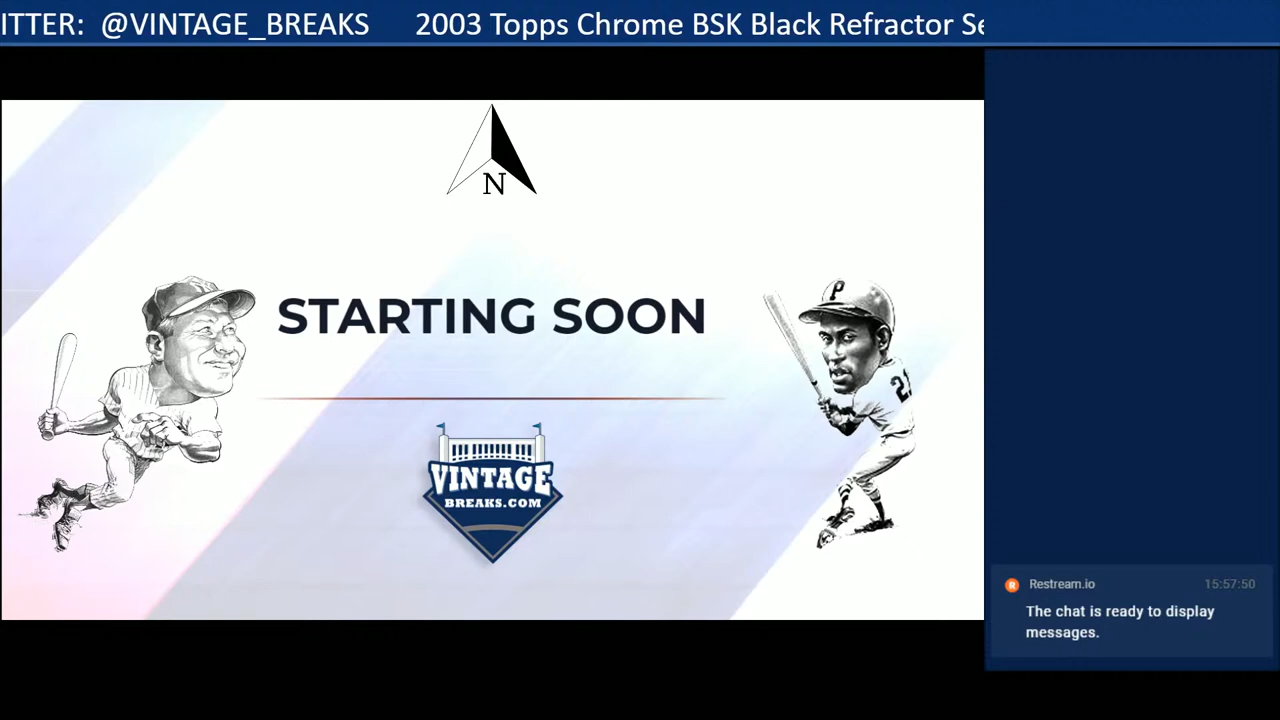 ITTER: @VINTAGE_BREAKS 2003 Topps Chrome BSK Black Refractor Se
N
STARTING SOON
P
21
VINTAGE
BREAKS.COM
Restream.io 15:57:50
The chat is ready to display
messages.